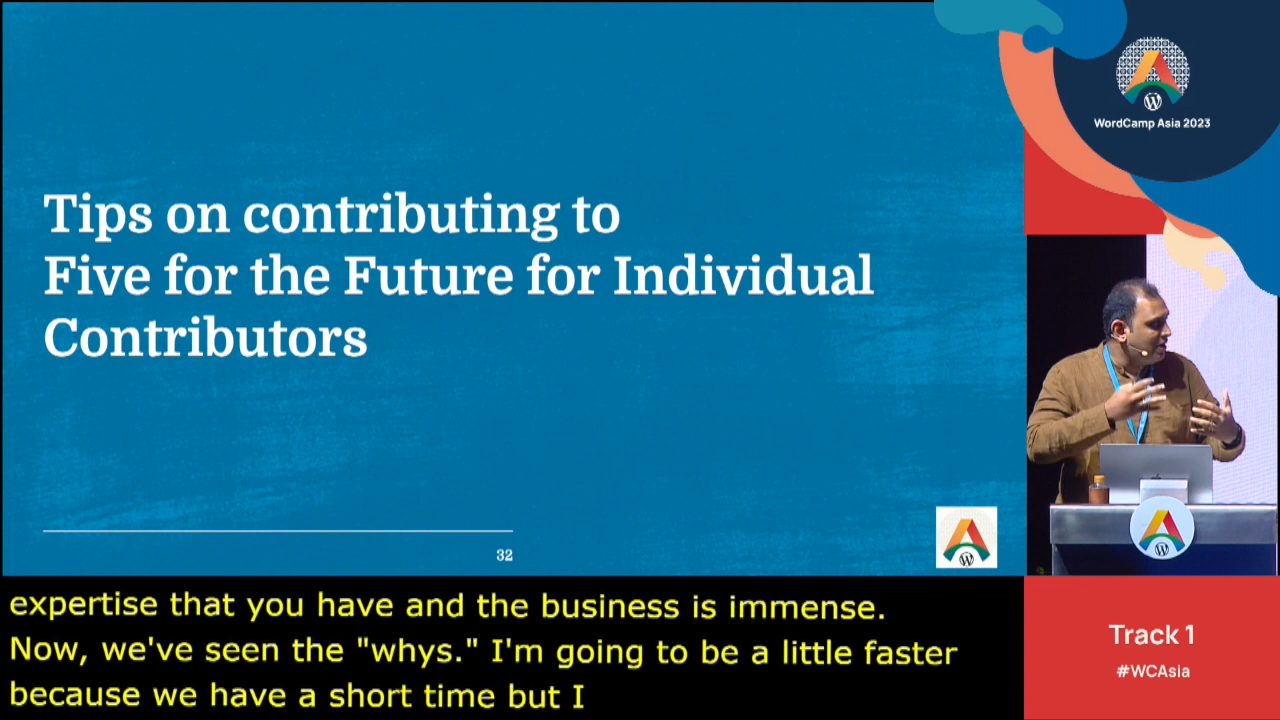 Tips on contributing to
Five for the Future for Individual
Contributors
32
WordCamp Asia 2023
expertise that you have and the business is immense.
Now, we've seen the "whys." I'm going to be a little faster
because we have a short time but I
Track 1
#WCAsia